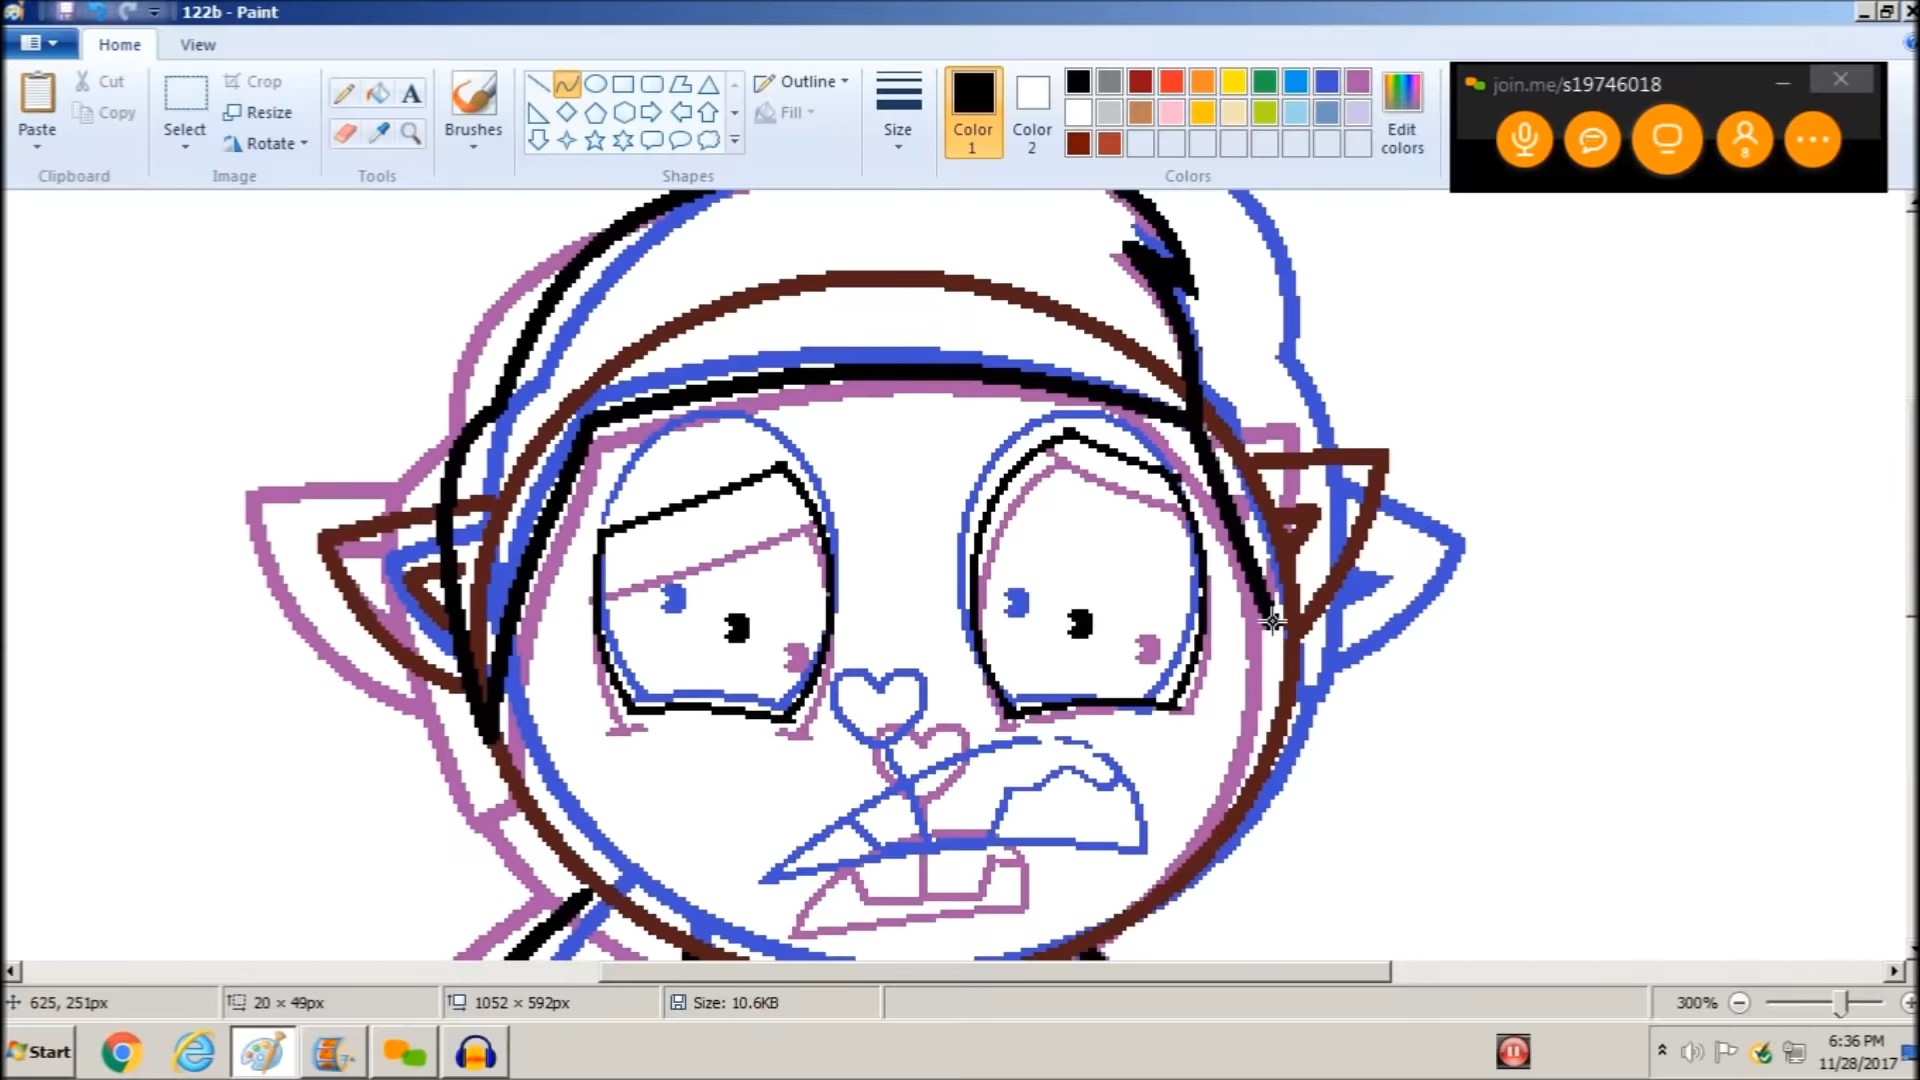 122b - Paint
Home View
Paste
Cut
Copy
Clipboard
Select
Crop
Resize
Rotate
Image
A
Tools
Brushes
Outline
Fill
Shapes
Size
Color 1
Color 2
Edit colors
Colors
join.me/s19746018
8
625, 251px
20 × 49px
1052 × 592px
Size: 10.6KB
300%
Start
6:36 PM
11/28/2017